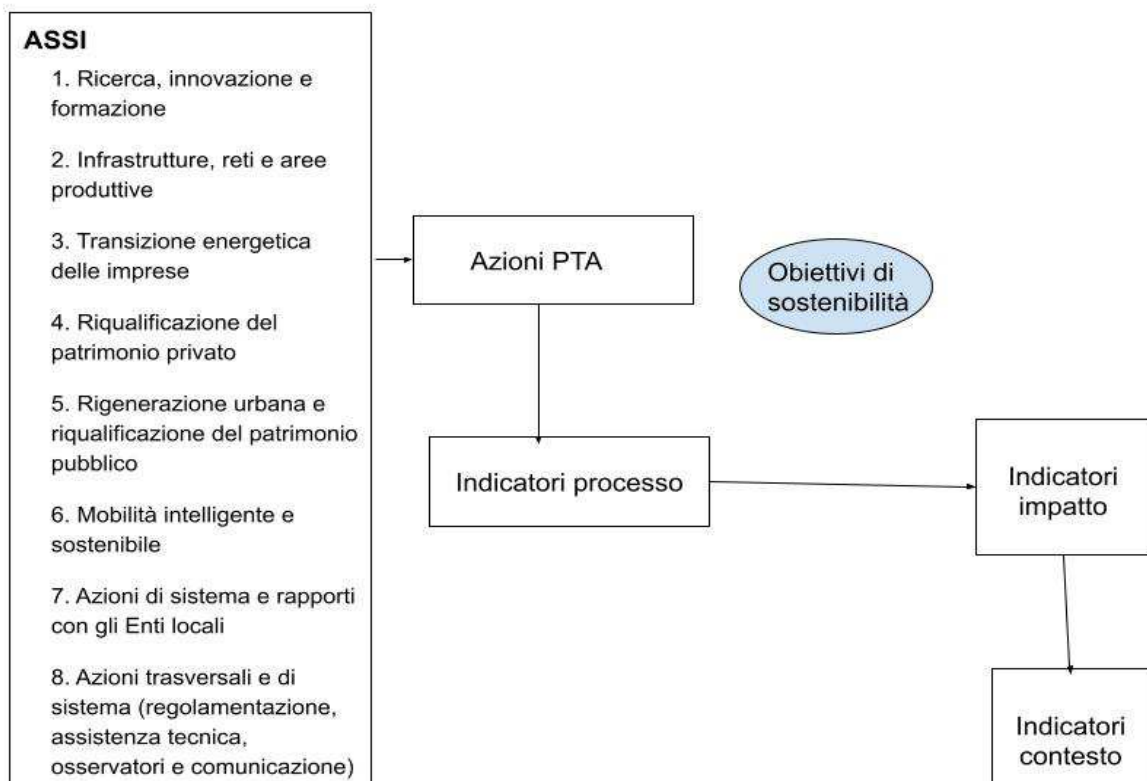 ASSI
1. Ricerca, innovazione e
formazione
2. Infrastrutture, reti e aree
produttive
3. Transizione energetica
delle imprese
4. Riqualificazione del
patrimonio privato
5. Rigenerazione urbana e
riqualificazione del patrimonio
pubblico
6. Mobilità intelligente e
sostenibile
7. Azioni di sistema e rapporti
con gli Enti locali
8. Azioni trasversali e di
sistema (regolamentazione,
assistenza tecnica,
osservatori e comunicazione)
Azioni PTA
Obiettivi di
sostenibilità
Indicatori processo
Indicatori
impatto
Indicatori
contesto